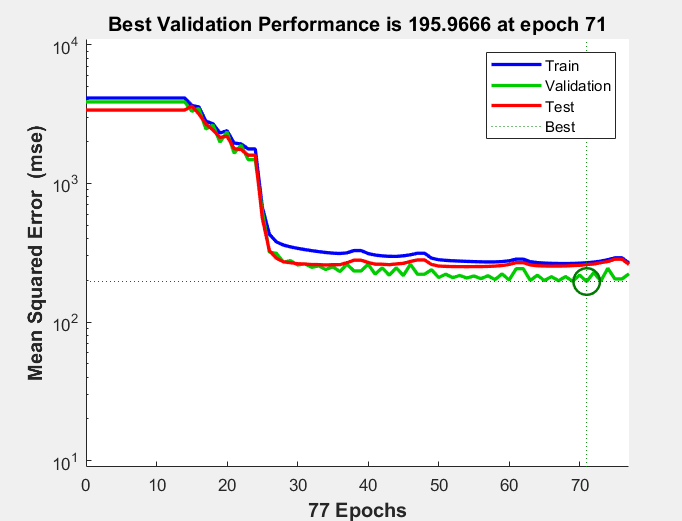 Best Validation Performance is 195.9666 at epoch 71
Mean Squared Error (mse)
10^4
10^3
10^2
10^1
Train
Validation
Test
Best
0 10 20 30 40 50 60 70
77 Epochs